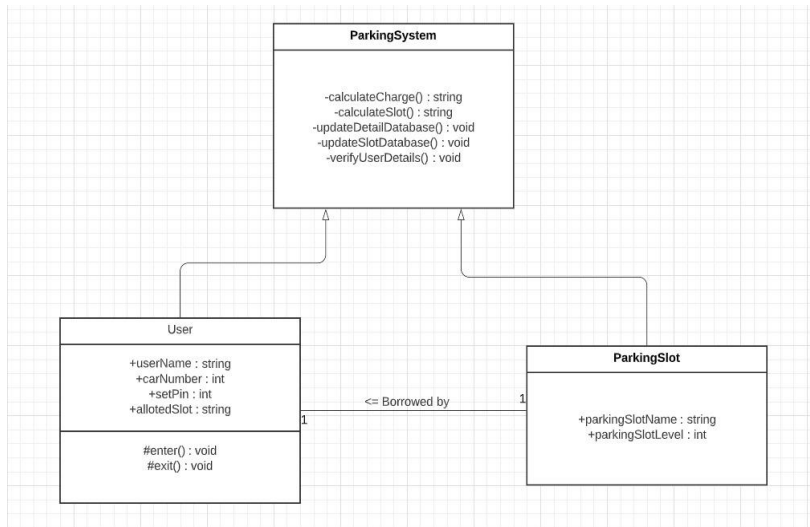 ParkingSystem
-calculateCharge() : string
-calculateSlot() : string
-updateDetailDatabase() : void
-updateSlotDatabase() : void
-verifyUserDetails() : void
User
+userName : string
+carNumber : int
+setPin : int
+allotedSlot : string
#enter() : void
#exit() : void
1
<= Borrowed by
1
ParkingSlot
+parkingSlotName : string
+parkingSlotLevel : int